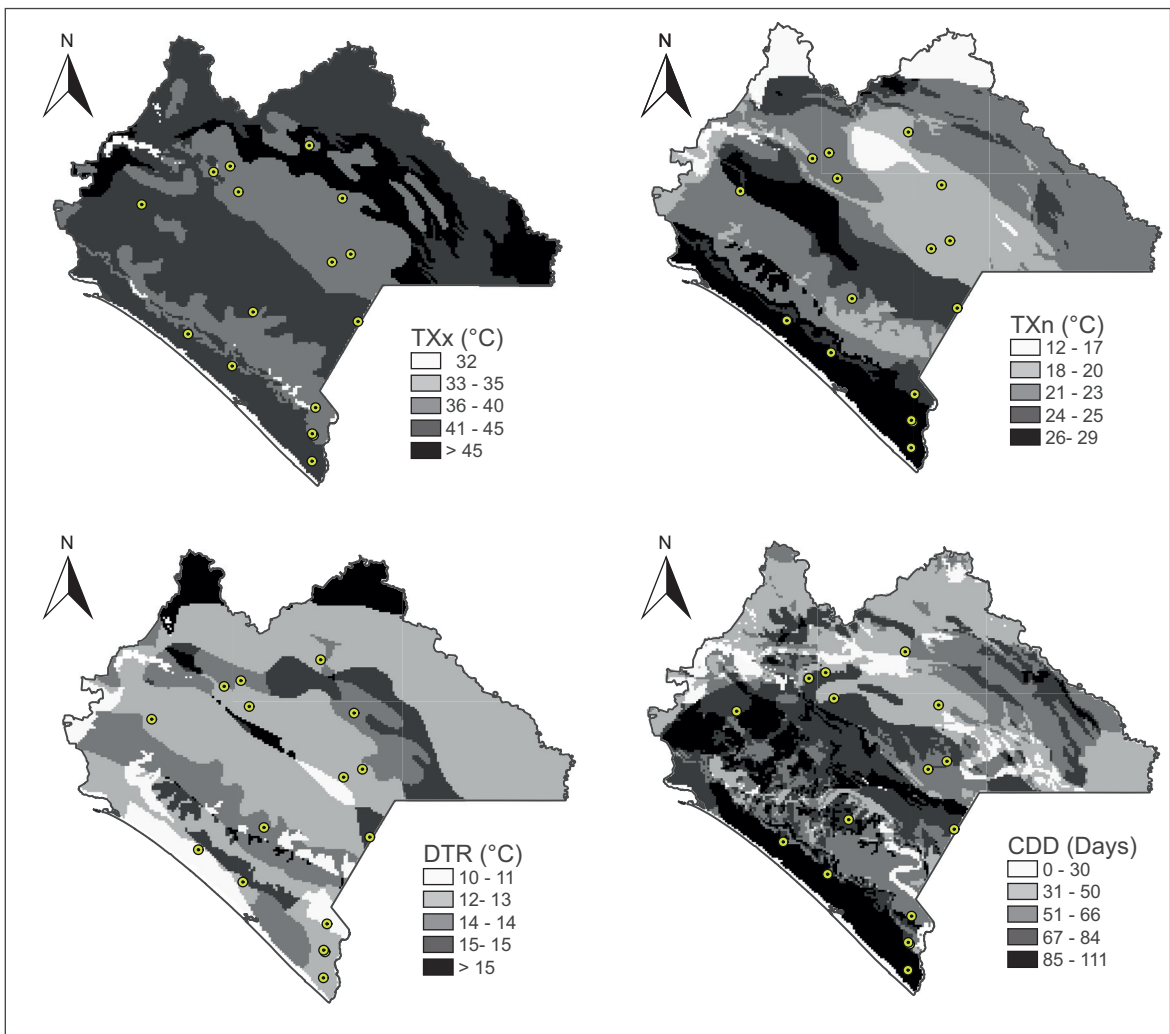 N
TXx (°C)
32
33 - 35
36 - 40
41 - 45
> 45
N
TXn (°C)
12 - 17
18 - 20
21 - 23
24 - 25
26- 29
N
DTR (°C)
10 - 11
12- 13
14 - 14
15- 15
> 15
N
CDD (Days)
0 - 30
31 - 50
51 - 66
67 - 84
85 - 111